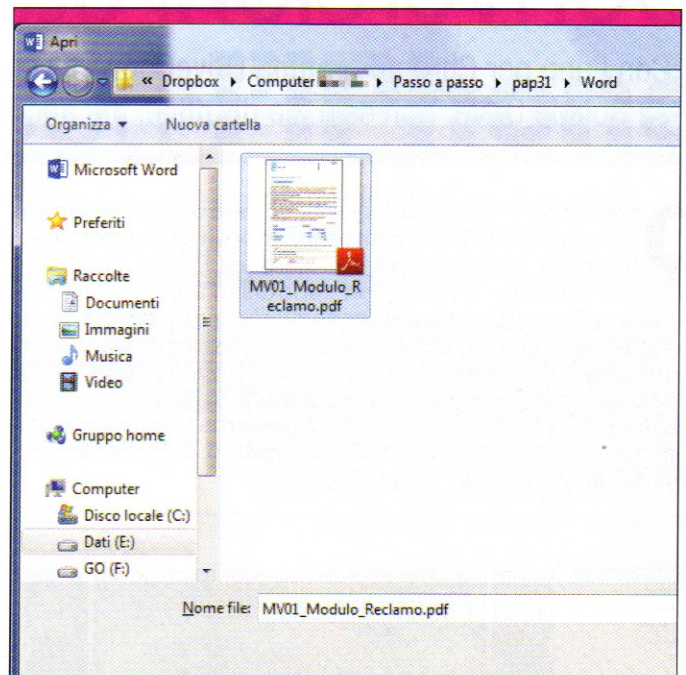 Apri
« Dropbox ▸ Computer ▸ Passo a passo ▸ pap31 ▸ Word
Organizza ▾ Nuova cartella
Microsoft Word
Preferiti
Raccolte
Documenti
Immagini
Musica
Video
Gruppo home
Computer
Disco locale (C:)
Dati (E:)
GO (F:)
MV01_Modulo_R
eclamo.pdf
Nome file: MV01_Modulo_Reclamo.pdf